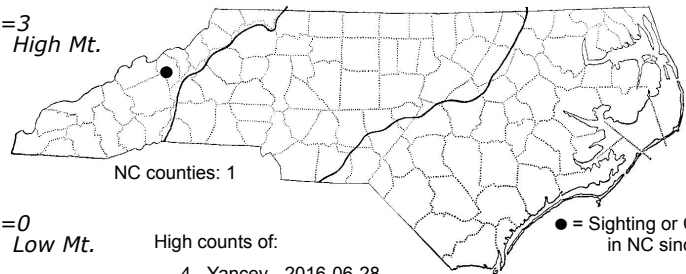 =3
High Mt.
NC counties: 1
=0
Low Mt.
High counts of:
● = Sighting or
in NC sinc
4 Yancey 2016-06-28